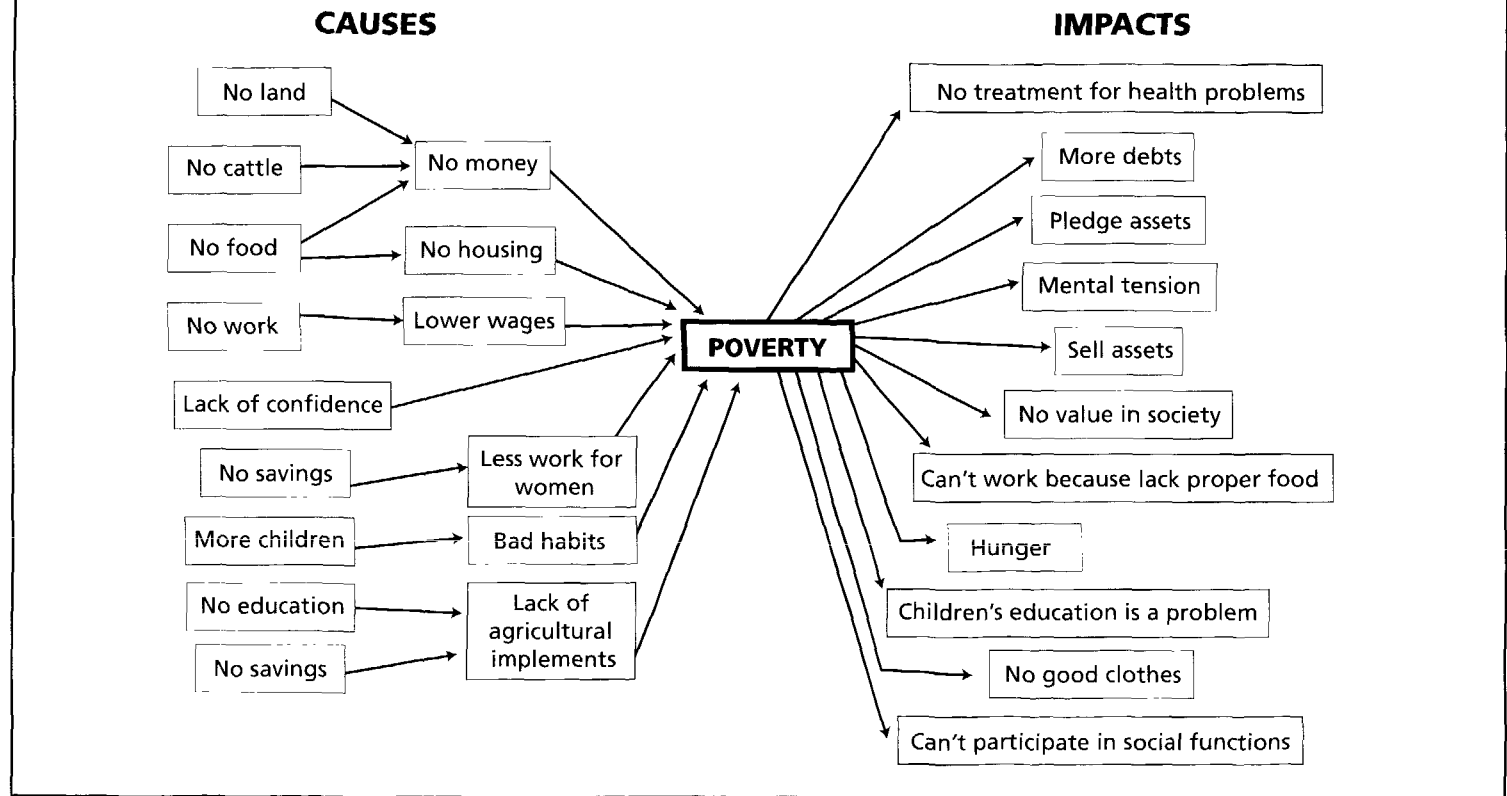 CAUSES
IMPACTS
No land
No cattle
No money
No food
No housing
No work
Lower wages
Lack of confidence
No savings
Less work for
women
More children
Bad habits
No education
Lack of
agricultural
implements
No savings
POVERTY
No treatment for health problems
More debts
Pledge assets
Mental tension
Sell assets
No value in society
Can't work because lack proper food
Hunger
Children's education is a problem
No good clothes
Can't participate in social functions